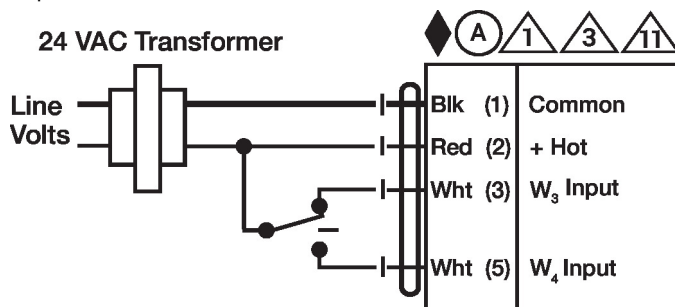 A 1 3 11
24 VAC Transformer
Line
Volts
Blk (1) Common
Red (2) + Hot
Wht (3) W₃ Input
Wht (5) W₄ Input